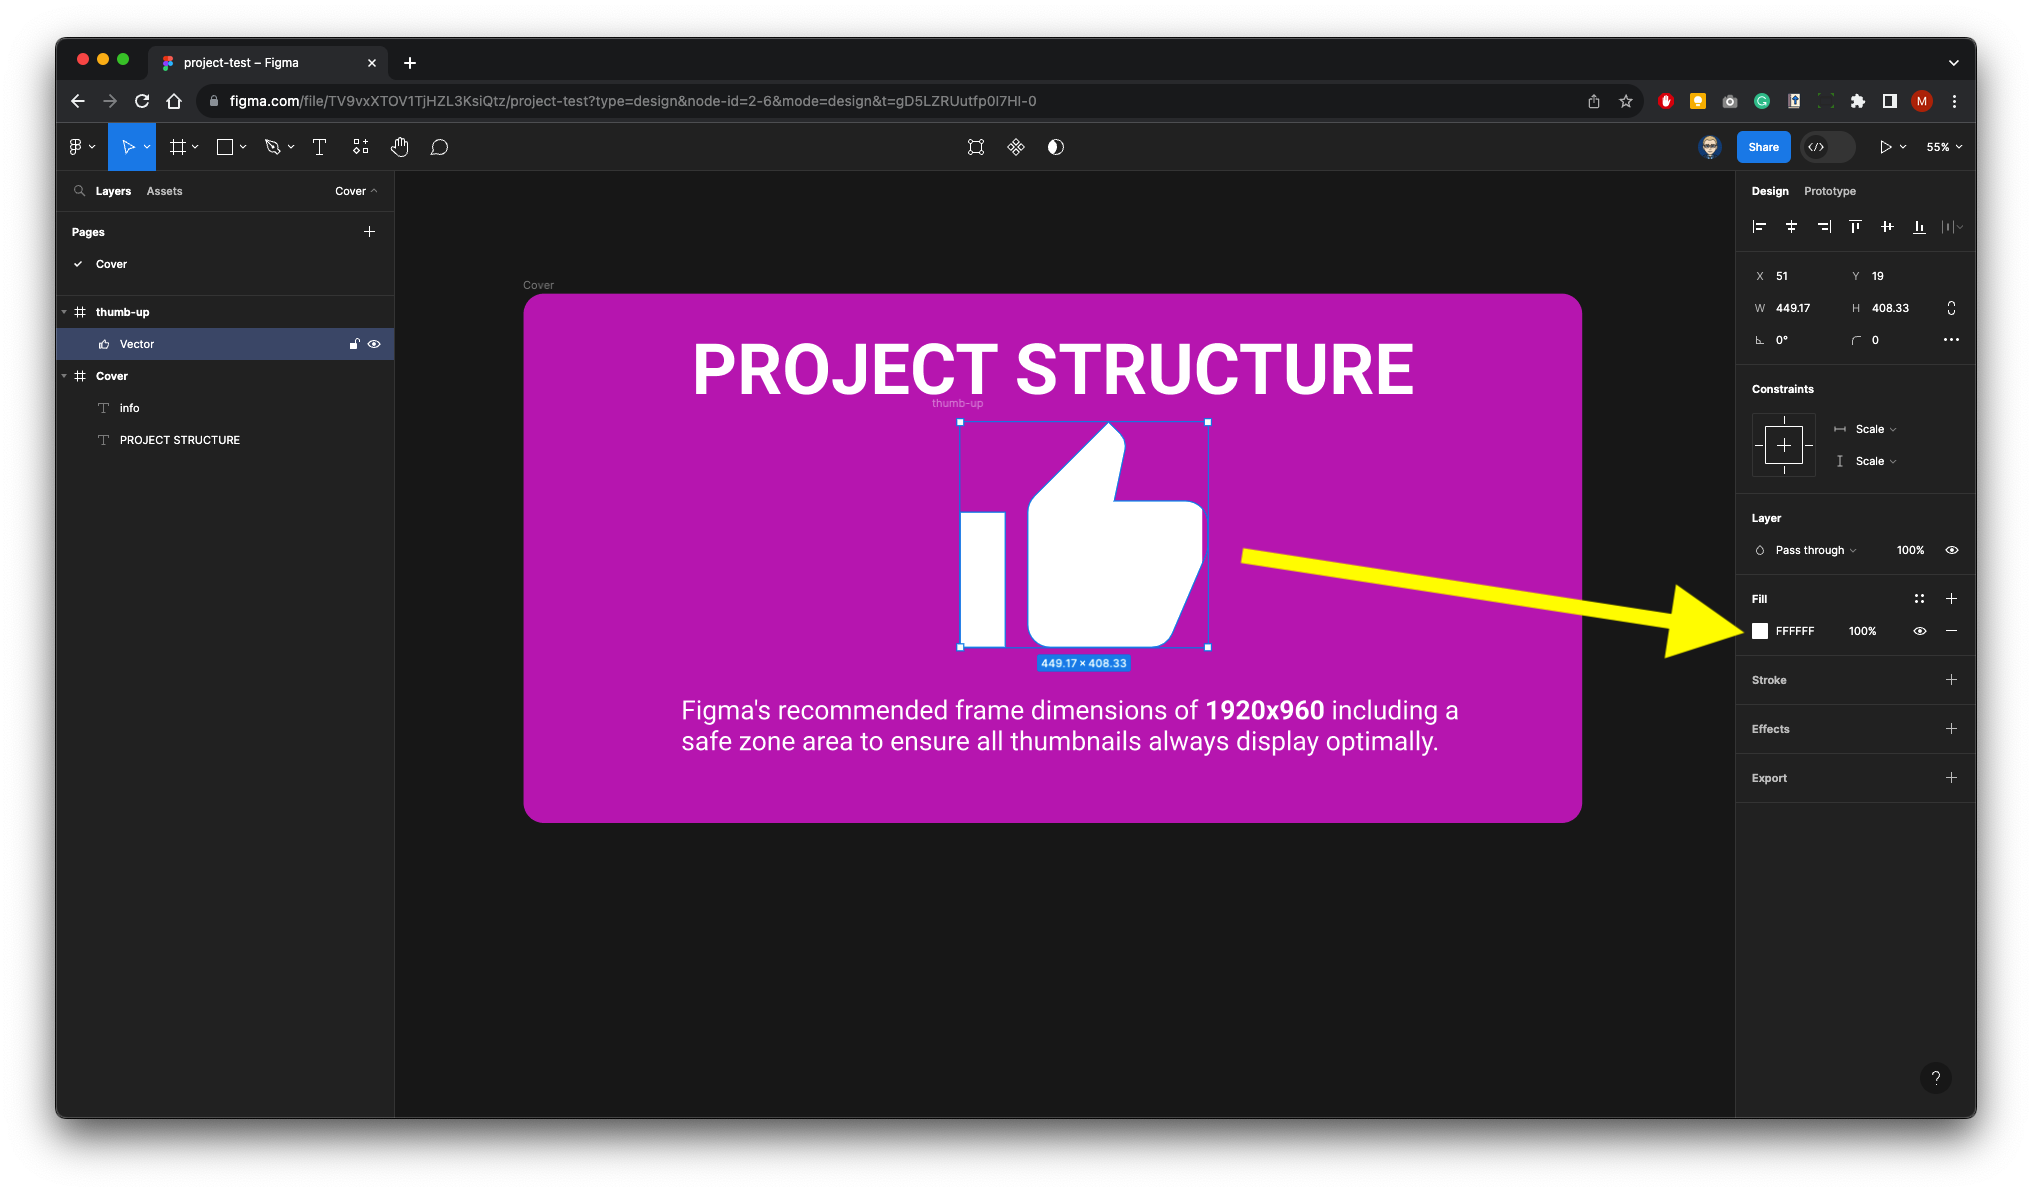 project-test – Figma
figma.com/file/TV9vxXTOV1TjHZL3KsiQtz/project-test?type=design&node-id=2-6&mode=design&t=gD5LZRUutfp0I7HI-0
M
Share
55%
Layers
Assets
Cover
Design
Prototype
Pages
Cover
thumb-up
Vector
Cover
info
PROJECT STRUCTURE
Cover
PROJECT STRUCTURE
thumb-up
449.17 × 408.33
Figma's recommended frame dimensions of 1920x960 including a
safe zone area to ensure all thumbnails always display optimally.
X 51 Y 19
W 449.17 H 408.33
0° 0
Constraints
Scale
Scale
Layer
Pass through 100%
Fill
FFFFFF 100%
Stroke
Effects
Export
?